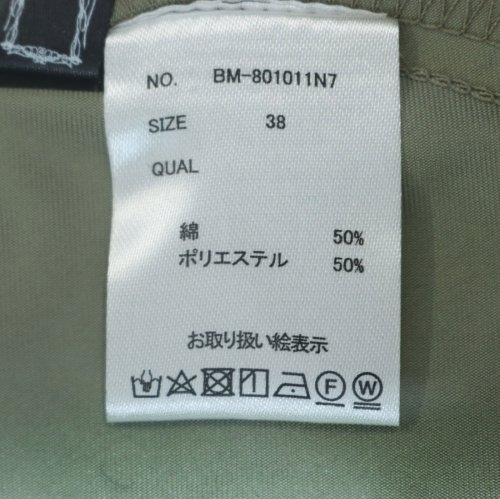 NO. BM-801011N7
SIZE 38
QUAL
綿 50%
ポリエステル 50%
お取り扱い絵表示
F W